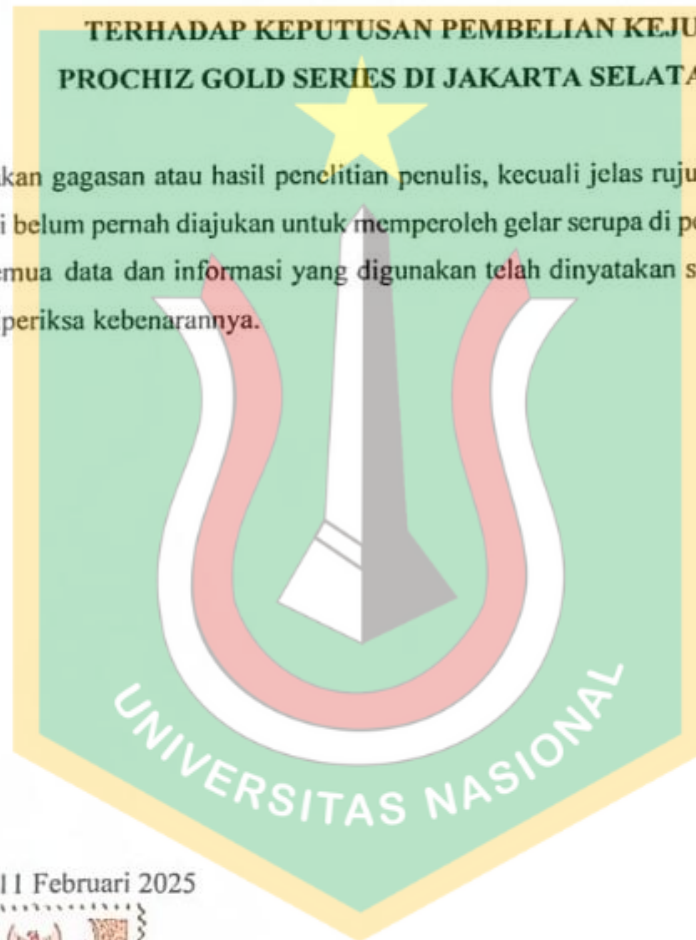 TERHADAP KEPUTUSAN PEMBELIAN KEJU
PROCHIZ GOLD SERIES DI JAKARTA SELATA
kan gagasan atau hasil penelitian penulis, kecuali jelas ruju
i belum pernah diajukan untuk memperoleh gelar serupa di pe
emua data dan informasi yang digunakan telah dinyatakan s
iperiksa kebenarannya.
UNIVERSITAS NASIONAL
11 Februari 2025